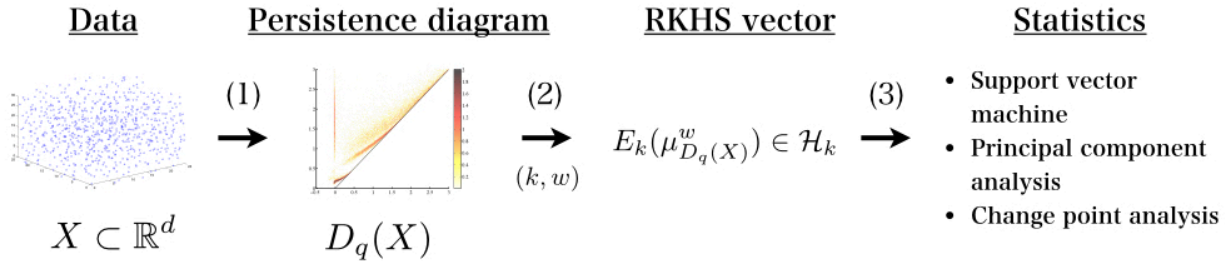 Data
Persistence diagram
RKHS vector
Statistics
(1)
(2)
(k, w)
E_k(μ^w_{D_q(X)}) ∈ ℋ_k
(3)
• Support vector
machine
• Principal component
analysis
• Change point analysis
X ⊂ ℝ^d
D_q(X)